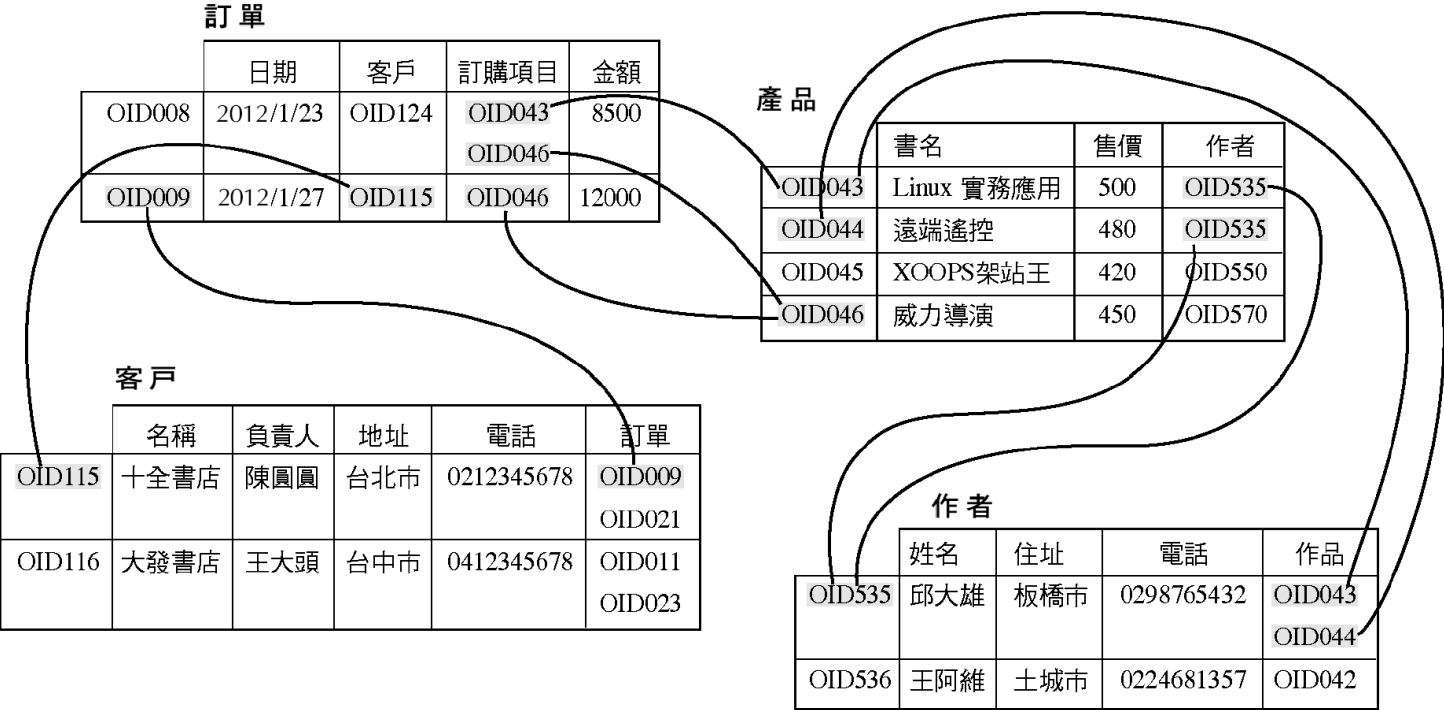 訂單
日期 客戶 訂購項目 金額
OID008 2012/1/23 OID124 OID043 8500
OID046
OID009 2012/1/27 OID115 OID046 12000
產品
書名 售價 作者
OID043 Linux 實務應用 500 OID535
OID044 遠端遙控 480 OID535
OID045 XOOPS架站王 420 OID550
OID046 威力導演 450 OID570
客戶
名稱 負責人 地址 電話 訂單
OID115 十全書店 陳圓圓 台北市 0212345678 OID009
OID021
OID116 大發書店 王大頭 台中市 0412345678 OID011
OID023
作者
姓名 住址 電話 作品
OID535 邱大雄 板橋市 0298765432 OID043
OID044
OID536 王阿維 土城市 0224681357 OID042